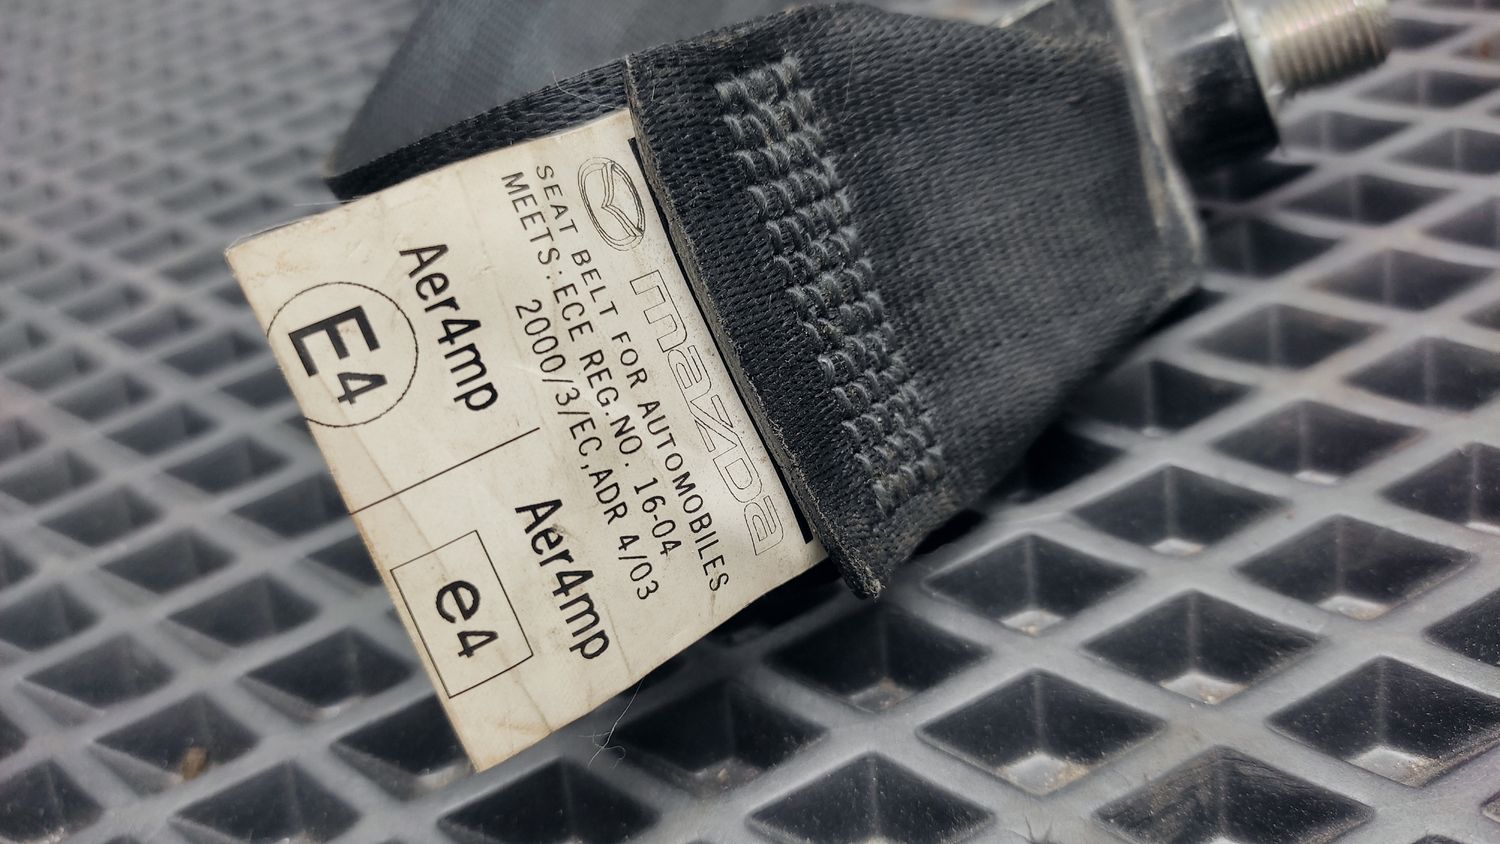 mazda
SEAT BELT FOR AUTOMOBILES
MEETS: ECE REG.NO. 16-04
2000/3/EC,ADR 4/03
Aer4mp
E4
Aer4mp
e4